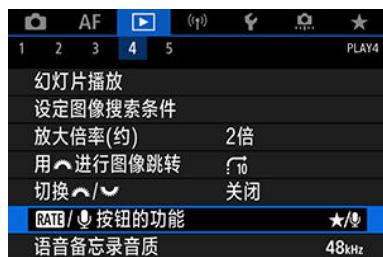 AF
1 2 3 4 5 PLAY4
幻灯片播放
设定图像搜索条件
放大倍率(约) 2倍
用进行图像跳转 10
切换/ 关闭
RATE/按钮的功能 ★/
语音备忘录音质 48kHz